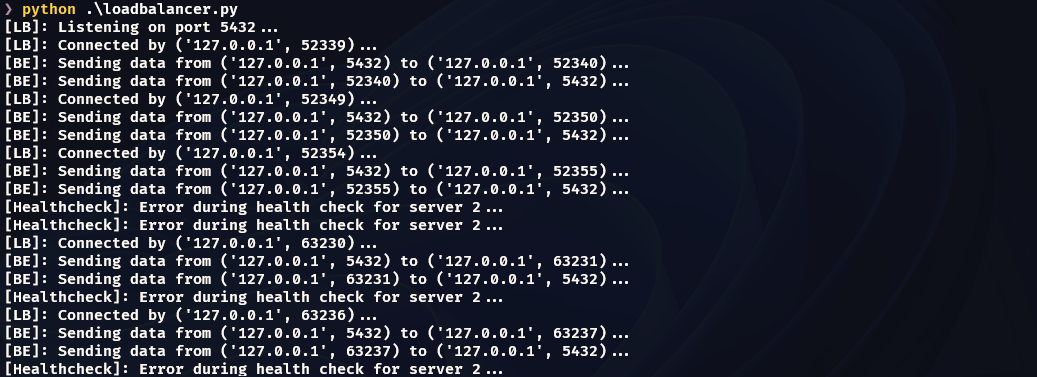 ❯ python .\loadbalancer.py
[LB]: Listening on port 5432...
[LB]: Connected by ('127.0.0.1', 52339)...
[BE]: Sending data from ('127.0.0.1', 5432) to ('127.0.0.1', 52340)...
[BE]: Sending data from ('127.0.0.1', 52340) to ('127.0.0.1', 5432)...
[LB]: Connected by ('127.0.0.1', 52349)...
[BE]: Sending data from ('127.0.0.1', 5432) to ('127.0.0.1', 52350)...
[BE]: Sending data from ('127.0.0.1', 52350) to ('127.0.0.1', 5432)...
[LB]: Connected by ('127.0.0.1', 52354)...
[BE]: Sending data from ('127.0.0.1', 5432) to ('127.0.0.1', 52355)...
[BE]: Sending data from ('127.0.0.1', 52355) to ('127.0.0.1', 5432)...
[Healthcheck]: Error during health check for server 2...
[Healthcheck]: Error during health check for server 2...
[LB]: Connected by ('127.0.0.1', 63230)...
[BE]: Sending data from ('127.0.0.1', 5432) to ('127.0.0.1', 63231)...
[BE]: Sending data from ('127.0.0.1', 63231) to ('127.0.0.1', 5432)...
[Healthcheck]: Error during health check for server 2...
[LB]: Connected by ('127.0.0.1', 63236)...
[BE]: Sending data from ('127.0.0.1', 5432) to ('127.0.0.1', 63237)...
[BE]: Sending data from ('127.0.0.1', 63237) to ('127.0.0.1', 5432)...
[Healthcheck]: Error during health check for server 2...